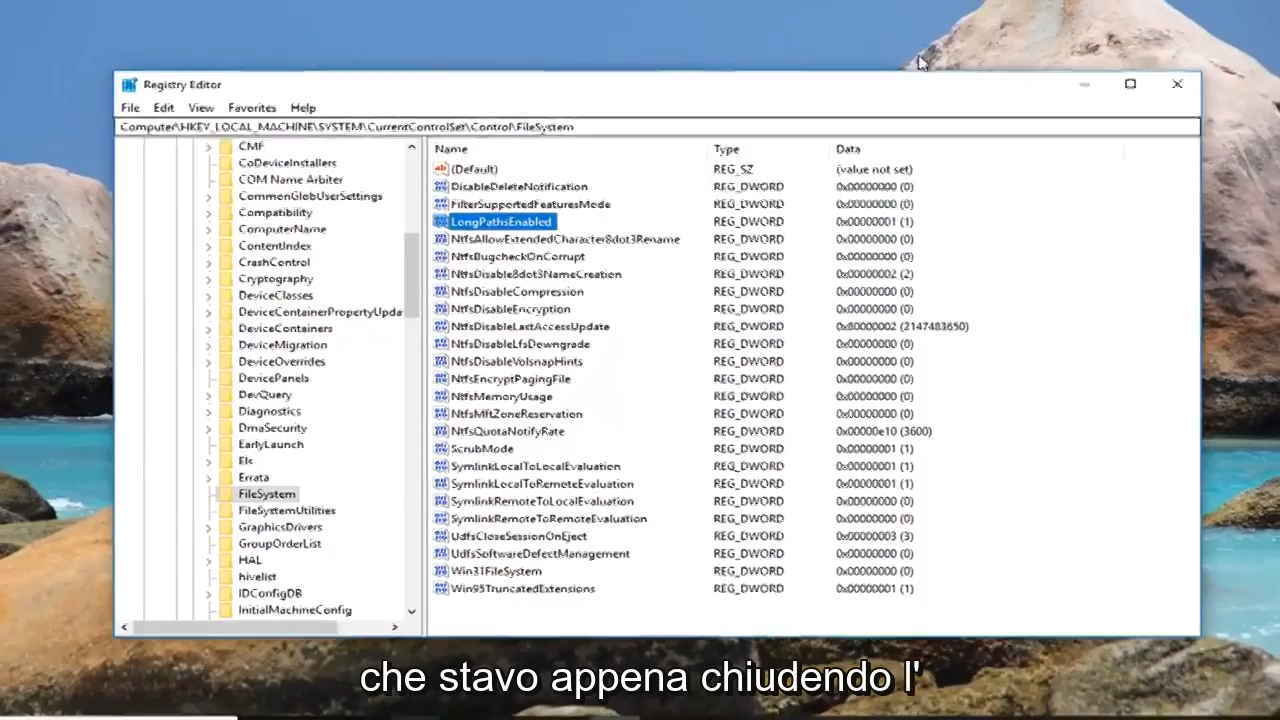 Registry Editor
File Edit View Favorites Help
Computer\HKEY_LOCAL_MACHINE\SYSTEM\CurrentControlSet\Control\FileSystem
CMF
CoDeviceInstallers
COM Name Arbiter
CommonGlobUserSettings
Compatibility
ComputerName
ContentIndex
CrashControl
Cryptography
DeviceClasses
DeviceContainerPropertyUpda
DeviceContainers
DeviceMigration
DeviceOverrides
DevicePanels
DevQuery
Diagnostics
DmaSecurity
EarlyLaunch
Els
Errata
FileSystem
FileSystemUtilities
GraphicsDrivers
GroupOrderList
HAL
hivelist
IDConfigDB
InitialMachineConfig
Name Type Data
(Default) REG_SZ (value not set)
DisableDeleteNotification REG_DWORD 0x00000000 (0)
FilterSupportedFeaturesMode REG_DWORD 0x00000000 (0)
LongPathsEnabled REG_DWORD 0x00000001 (1)
NtfsAllowExtendedCharacter8dot3Rename REG_DWORD 0x00000000 (0)
NtfsBugcheckOnCorrupt REG_DWORD 0x00000000 (0)
NtfsDisable8dot3NameCreation REG_DWORD 0x00000002 (2)
NtfsDisableCompression REG_DWORD 0x00000000 (0)
NtfsDisableEncryption REG_DWORD 0x00000000 (0)
NtfsDisableLastAccessUpdate REG_DWORD 0x80000002 (2147483650)
NtfsDisableLfsDowngrade REG_DWORD 0x00000000 (0)
NtfsDisableVolsnapHints REG_DWORD 0x00000000 (0)
NtfsEncryptPagingFile REG_DWORD 0x00000000 (0)
NtfsMemoryUsage REG_DWORD 0x00000000 (0)
NtfsMftZoneReservation REG_DWORD 0x00000000 (0)
NtfsQuotaNotifyRate REG_DWORD 0x00000e10 (3600)
ScrubMode REG_DWORD 0x00000001 (1)
SymlinkLocalToLocalEvaluation REG_DWORD 0x00000001 (1)
SymlinkLocalToRemoteEvaluation REG_DWORD 0x00000001 (1)
SymlinkRemoteToLocalEvaluation REG_DWORD 0x00000000 (0)
SymlinkRemoteToRemoteEvaluation REG_DWORD 0x00000000 (0)
UdfsCloseSessionOnEject REG_DWORD 0x00000003 (3)
UdfsSoftwareDefectManagement REG_DWORD 0x00000000 (0)
Win31FileSystem REG_DWORD 0x00000000 (0)
Win95TruncatedExtensions REG_DWORD 0x00000001 (1)
che stavo appena chiudendo l'